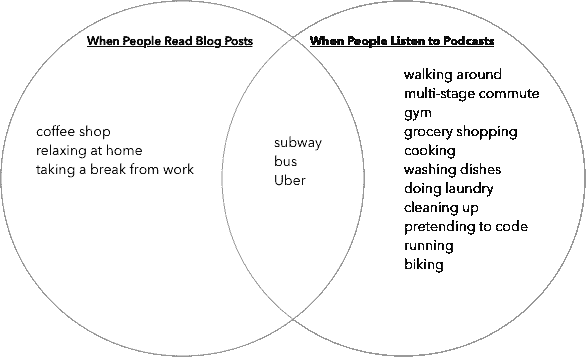 When People Read Blog Posts
When People Listen to Podcasts
coffee shop
relaxing at home
taking a break from work
subway
bus
Uber
walking around
multi-stage commute
gym
grocery shopping
cooking
washing dishes
doing laundry
cleaning up
pretending to code
running
biking